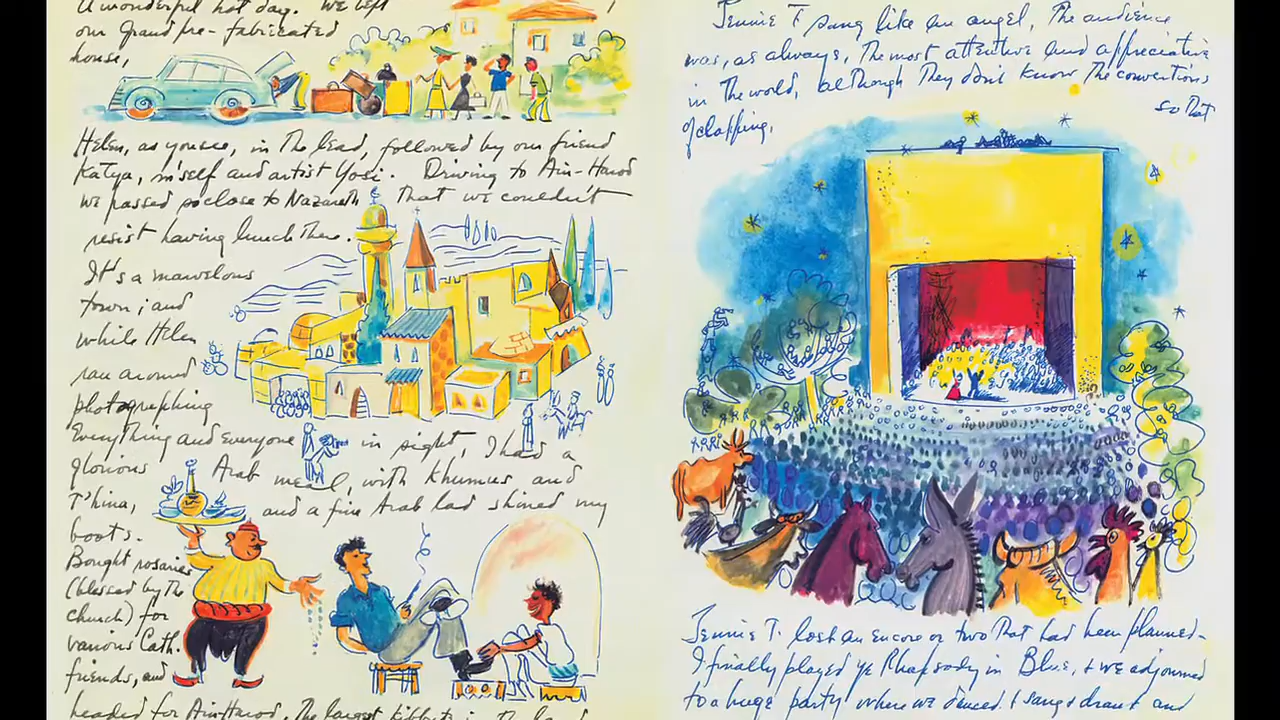 A wonderful hot day. We left
our Grand pre-fabricated
house,
Helen, as you see, in the lead, followed by our friend
Katya, m'self and artist Yosi. Driving to Ain-Harod
we passed so close to Nazareth that we couldn't
resist having lunch there.
It's a marvelous
town; and
while Helen
ran around
photographing
Everything and everyone in sight, I had a
glorious Arab meal, with Khumus and
T'hina, and a fine Arab lad shined my
boots.
Bought rosaries
(blessed by the
church) for
various Cath.
friends, and
headed for Ain-Harod, the largest kibbutz in the land
Jennie T. sang like an angel, The audience
was, as always, the most attentive and appreciative
in the world, although they don't know the conventions
of clapping, so that
Jennie T. lost an encore or two that had been planned–
I finally played ye Rhapsody in Blue, & we adjourned
to a huge party where we danced & sang & drank and